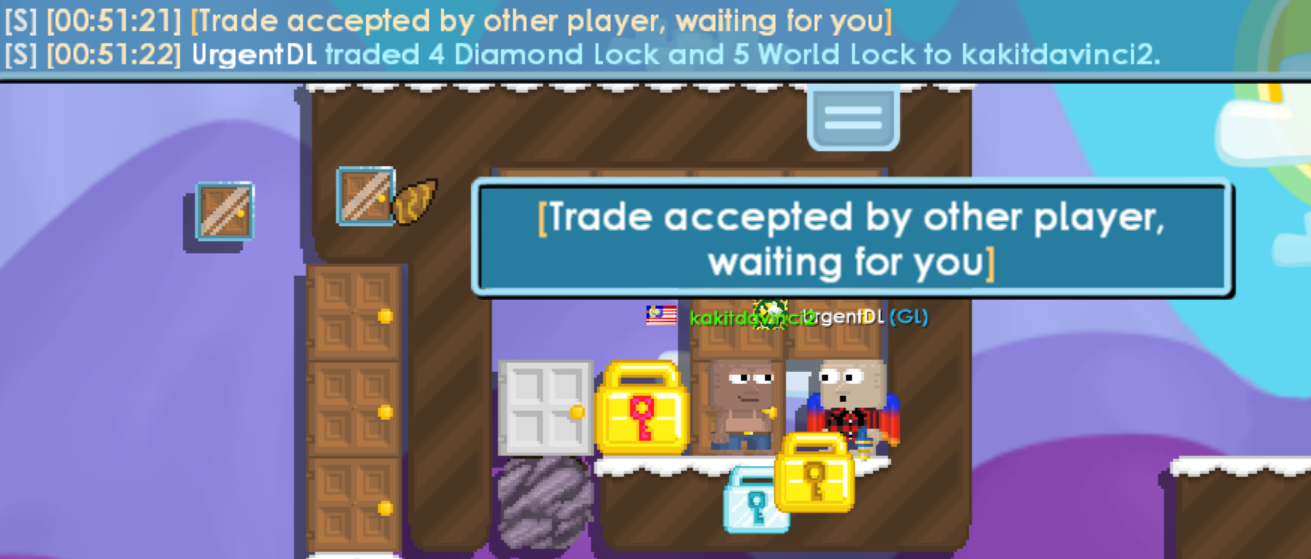 [S] [00:51:21] [Trade accepted by other player, waiting for you]
[S] [00:51:22] UrgentDL traded 4 Diamond Lock and 5 World Lock to kakitdavinci2.
[Trade accepted by other player,
waiting for you]
kakitdavinci2 UrgentDL (GL)